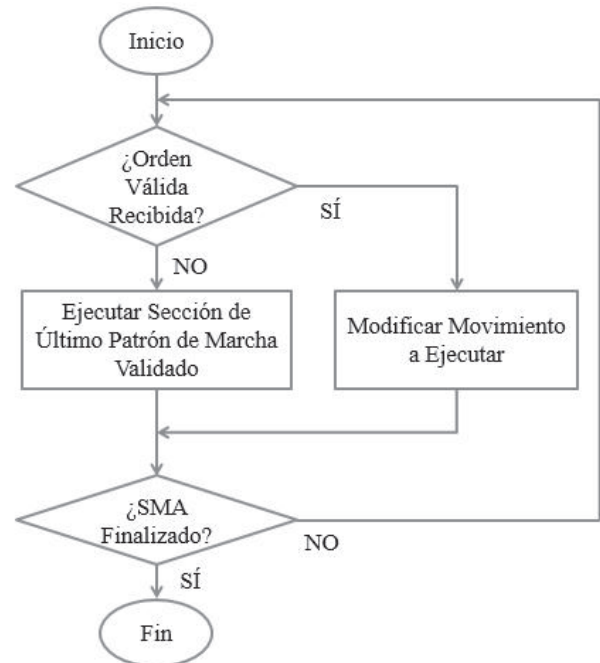 Inicio
¿Orden
Válida
Recibida?
SÍ
NO
Ejecutar Sección de
Último Patrón de Marcha
Validado
Modificar Movimiento
a Ejecutar
¿SMA
Finalizado?
NO
SÍ
Fin